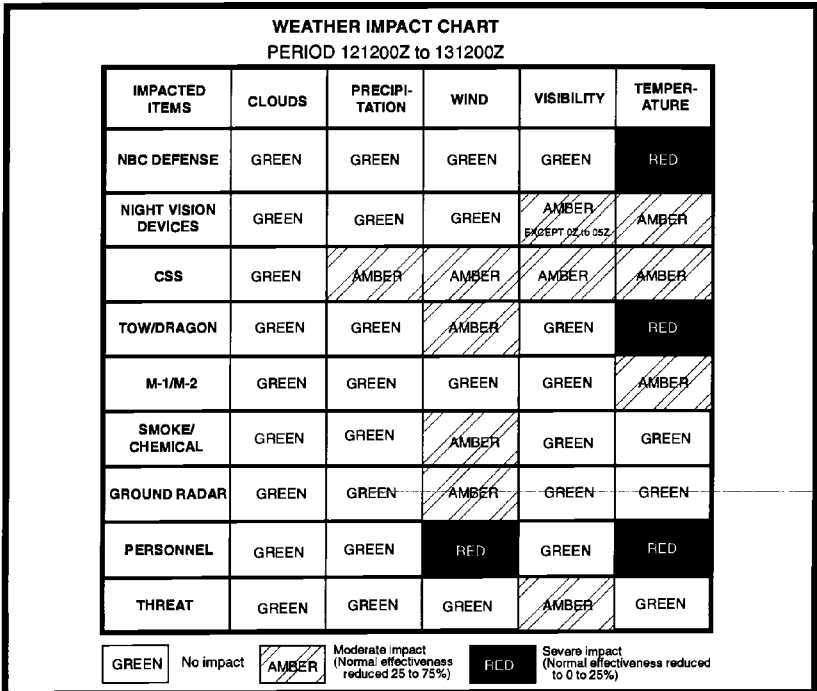 WEATHER IMPACT CHART
PERIOD 121200Z to 131200Z
IMPACTED ITEMS CLOUDS PRECIPI-TATION WIND VISIBILITY TEMPER-ATURE
NBC DEFENSE GREEN GREEN GREEN GREEN RED
NIGHT VISION DEVICES GREEN GREEN GREEN AMBER EXCEPT 0Z to 05Z AMBER
CSS GREEN AMBER AMBER AMBER AMBER
TOW/DRAGON GREEN GREEN AMBER GREEN RED
M-1/M-2 GREEN GREEN GREEN GREEN AMBER
SMOKE/ CHEMICAL GREEN GREEN AMBER GREEN GREEN
GROUND RADAR GREEN GREEN AMBER GREEN GREEN
PERSONNEL GREEN GREEN RED GREEN RED
THREAT GREEN GREEN GREEN AMBER GREEN
GREEN No impact
AMBER Moderate impact
(Normal effectiveness
reduced 25 to 75%)
RED Severe impact
(Normal effectiveness reduced
to 0 to 25%)